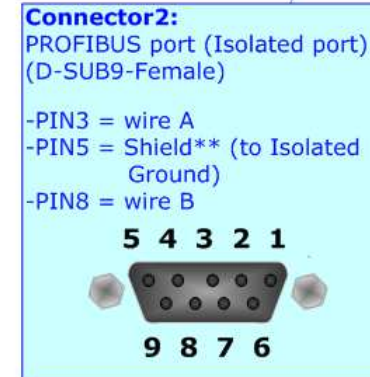 Connector2:
PROFIBUS port (Isolated port)
(D-SUB9-Female)
-PIN3 = wire A
-PIN5 = Shield** (to Isolated
Ground)
-PIN8 = wire B
5 4 3 2 1
9 8 7 6